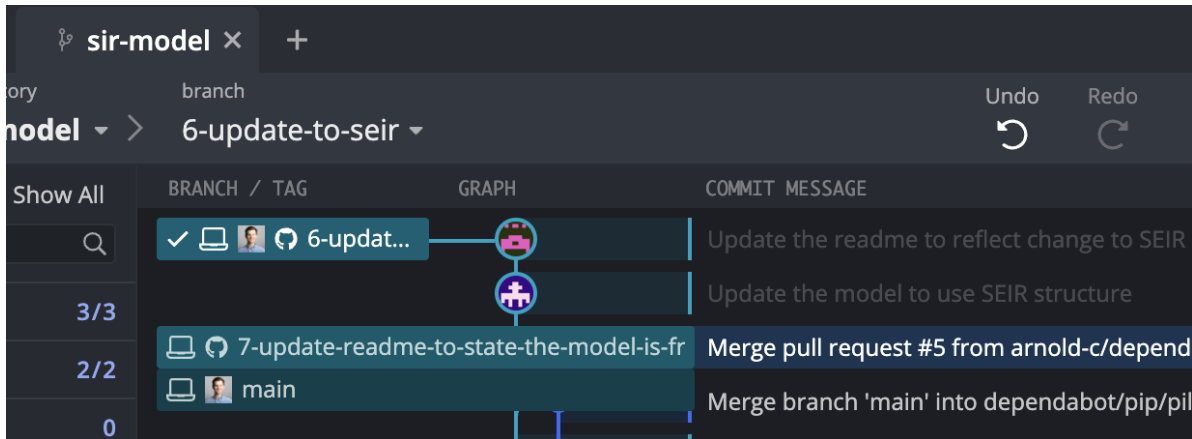 sir-model
ory
branch
Undo
Redo
model
6-update-to-seir
Show All
BRANCH / TAG
GRAPH
COMMIT MESSAGE
6-updat...
Update the readme to reflect change to SEIR
Update the model to use SEIR structure
3/3
7-update-readme-to-state-the-model-is-fr
Merge pull request #5 from arnold-c/depend
2/2
main
Merge branch 'main' into dependabot/pip/pil
0